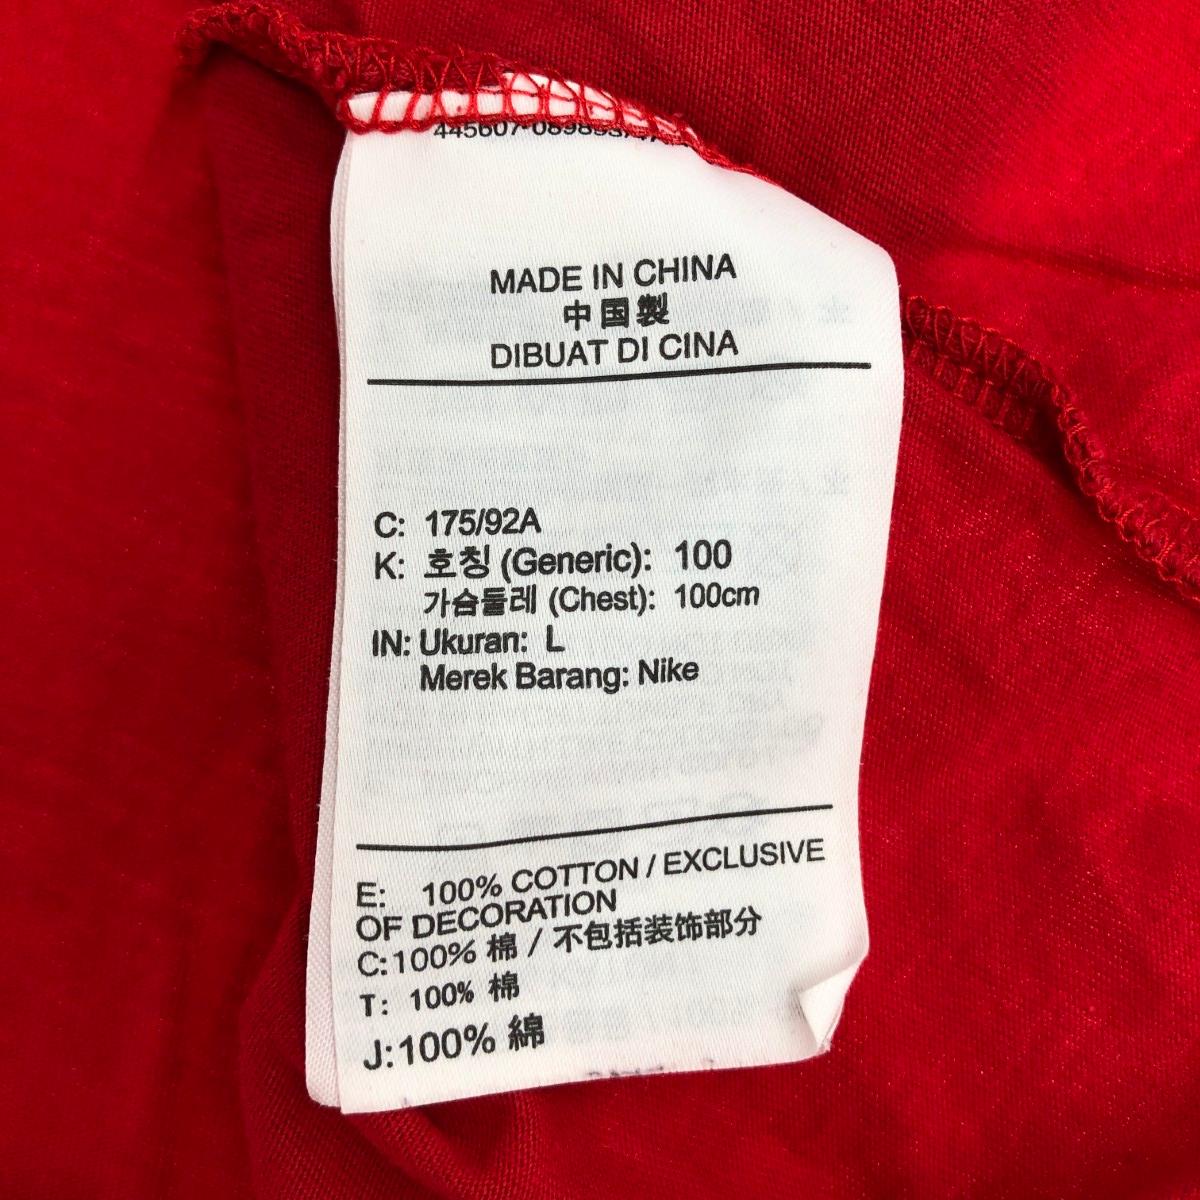 MADE IN CHINA
中国製
DIBUAT DI CINA
C: 175/92A
K: 호칭 (Generic): 100
가슴둘레 (Chest): 100cm
IN: Ukuran: L
Merek Barang: Nike
E: 100% COTTON / EXCLUSIVE
OF DECORATION
C:100% 棉 / 不包括装饰部分
T: 100% 棉
J:100% 綿